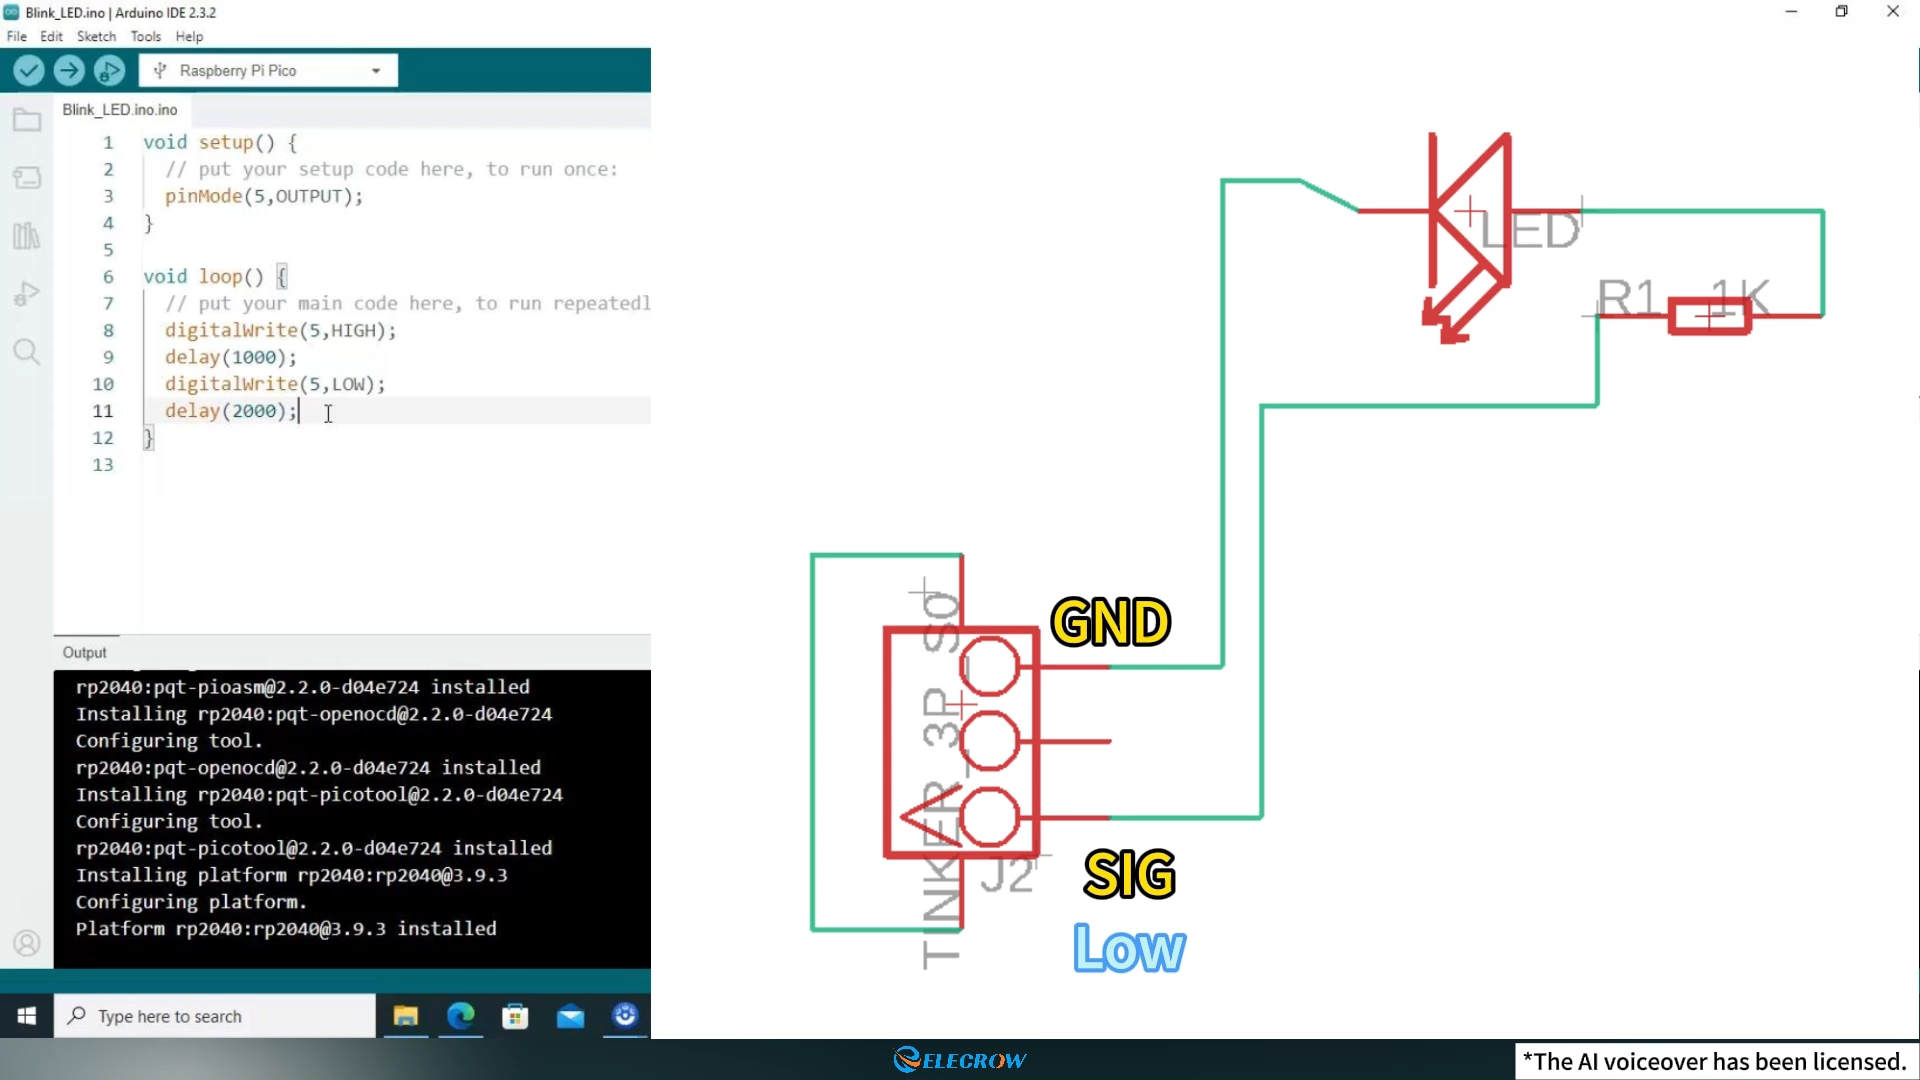 Blink_LED.ino | Arduino IDE 2.3.2
File Edit Sketch Tools Help
Raspberry Pi Pico
Blink_LED.ino.ino
1 void setup() {
2 // put your setup code here, to run once:
3 pinMode(5,OUTPUT);
4 }
5
6 void loop() {
7 // put your main code here, to run repeatedl
8 digitalWrite(5,HIGH);
9 delay(1000);
10 digitalWrite(5,LOW);
11 delay(2000);
12 }
13
Output
rp2040:pqt-pioasm@2.2.0-d04e724 installed
Installing rp2040:pqt-openocd@2.2.0-d04e724
Configuring tool.
rp2040:pqt-openocd@2.2.0-d04e724 installed
Installing rp2040:pqt-picotool@2.2.0-d04e724
Configuring tool.
rp2040:pqt-picotool@2.2.0-d04e724 installed
Installing platform rp2040:rp2040@3.9.3
Configuring platform.
Platform rp2040:rp2040@3.9.3 installed
Type here to search
LED
R1 1K
GND
TINKER_3P_S0
J2
SIG
Low
ELECROW
*The AI voiceover has been licensed.